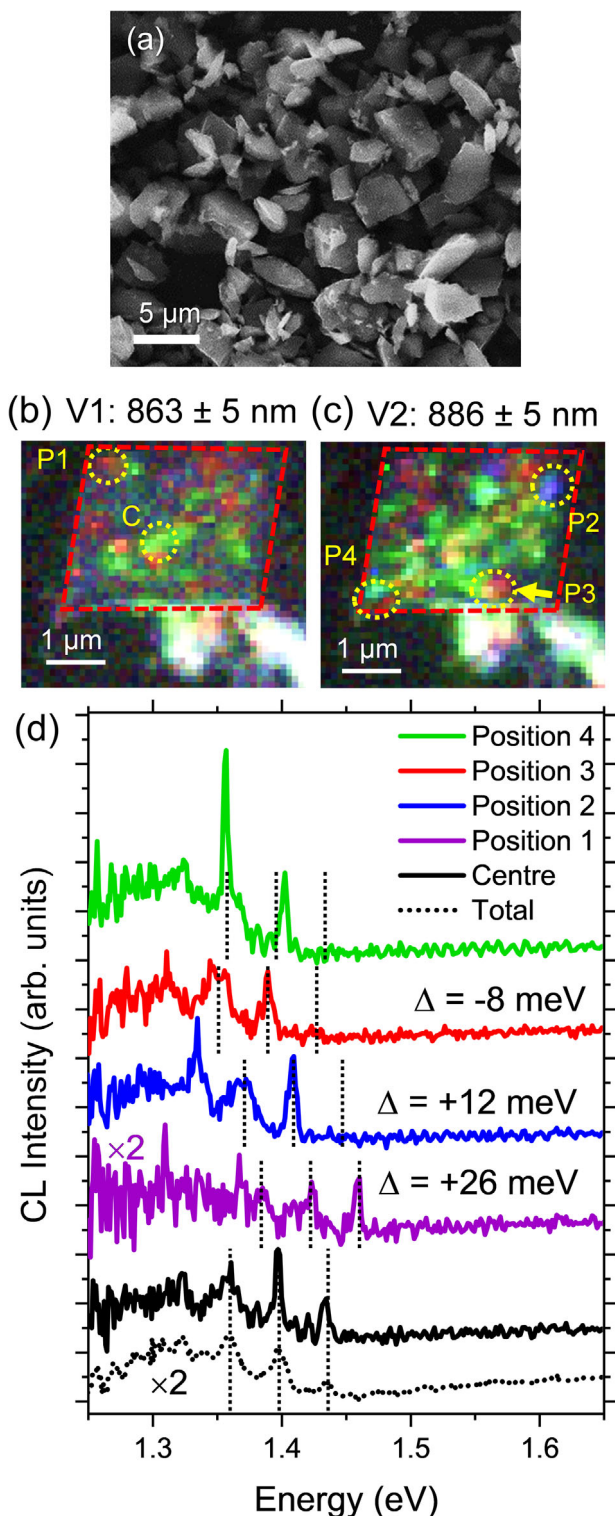 (a)
5 μm
(b) V1: 863 ± 5 nm (c) V2: 886 ± 5 nm
P1
C
1 μm
P4
P2
P3
1 μm
(d)
Position 4
Position 3
Position 2
Position 1
Centre
Total
Δ = -8 meV
Δ = +12 meV
×2
Δ = +26 meV
×2
CL Intensity (arb. units)
1.3 1.4 1.5 1.6
Energy (eV)